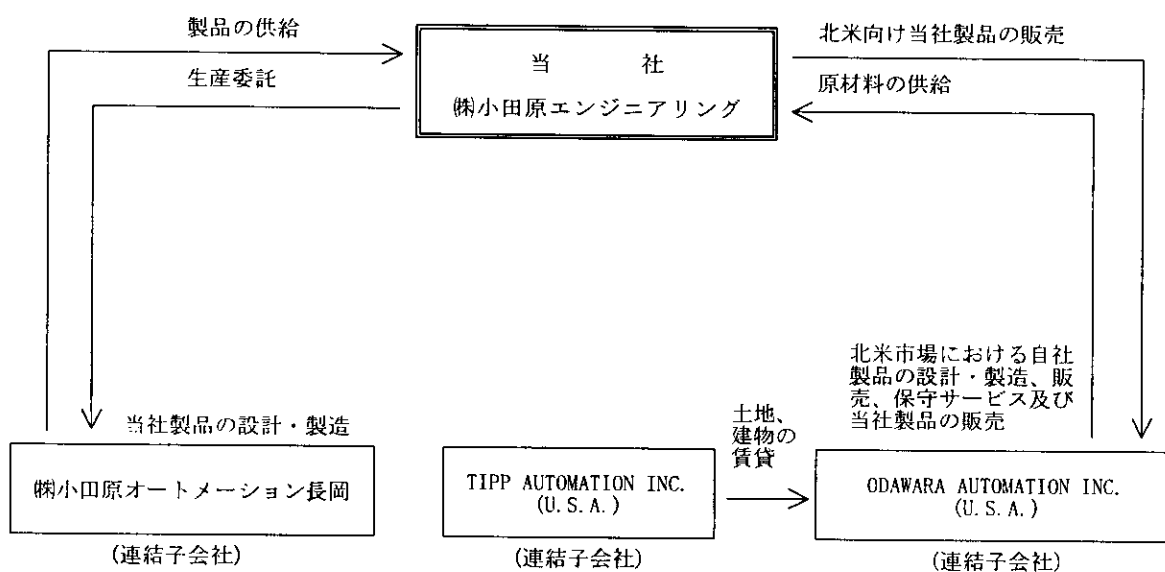 製品の供給
生産委託
当　　社
㈱小田原エンジニアリング
北米向け当社製品の販売
原材料の供給
当社製品の設計・製造
㈱小田原オートメーション長岡
(連結子会社)
TIPP AUTOMATION INC.
(U.S.A.)
(連結子会社)
土地、
建物の
賃貸
北米市場における自社
製品の設計・製造、販
売、保守サービス及び
当社製品の販売
ODAWARA AUTOMATION INC.
(U.S.A.)
(連結子会社)